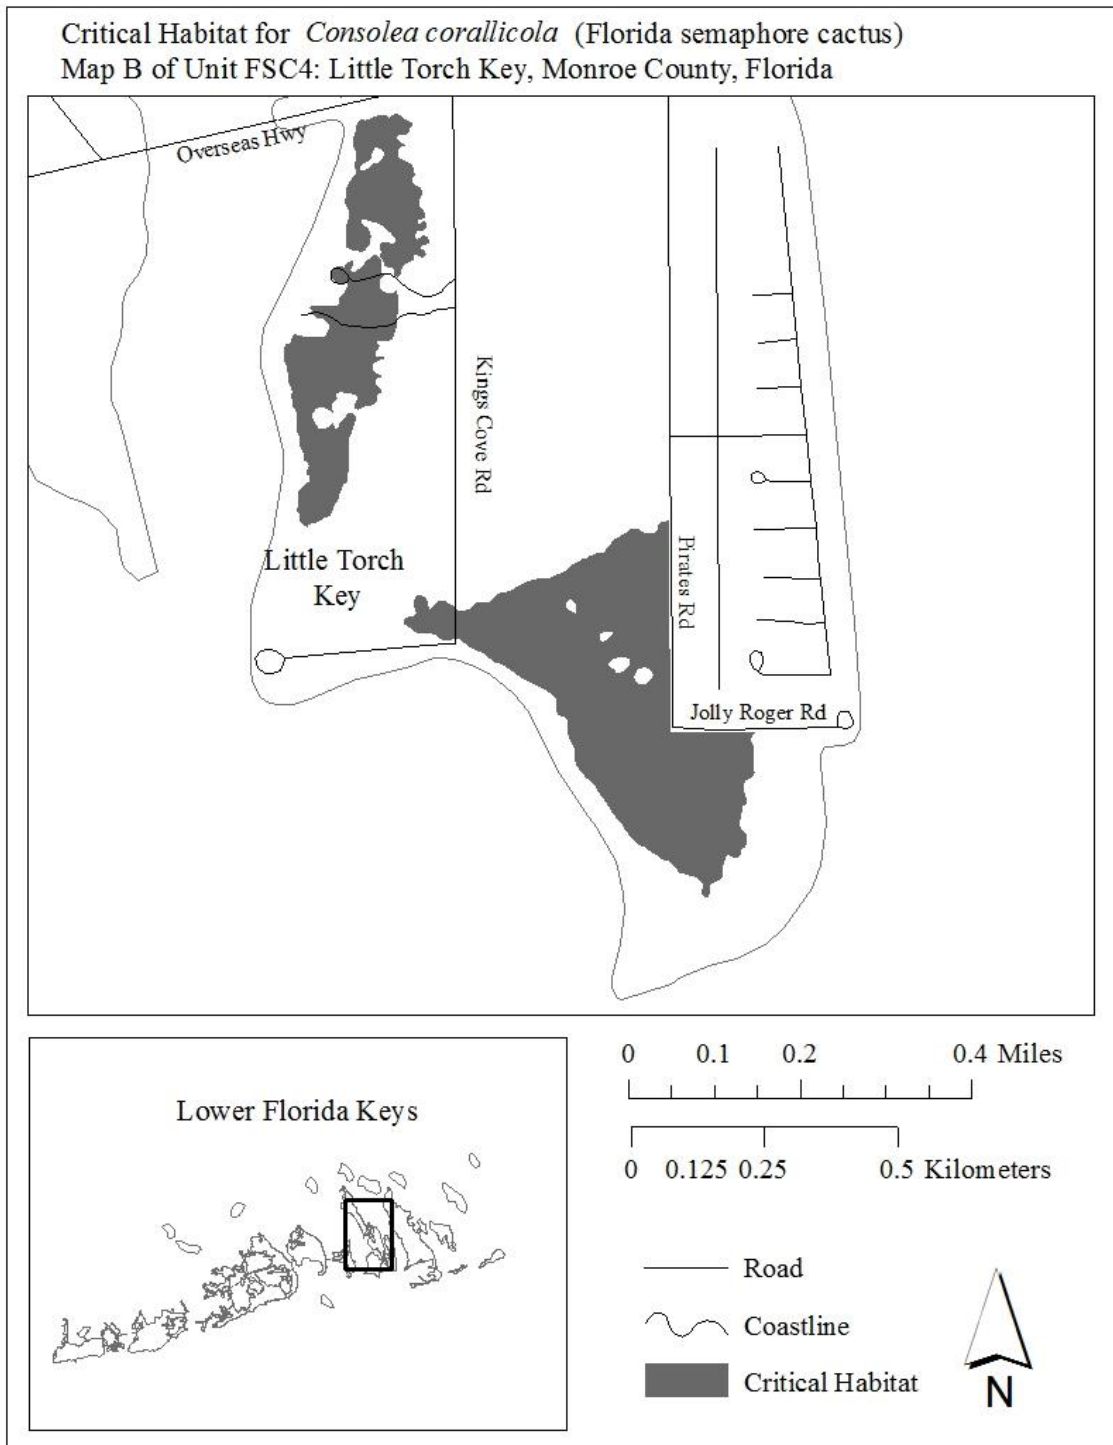 Critical Habitat for Consolea corallicola (Florida semaphore cactus)
Map B of Unit FSC4: Little Torch Key, Monroe County, Florida
Overseas Hwy
Kings Cove Rd
Little Torch
Key
Pirates Rd
Jolly Roger Rd
Lower Florida Keys
0 0.1 0.2 0.4 Miles
0 0.125 0.25 0.5 Kilometers
Road
Coastline
Critical Habitat
N